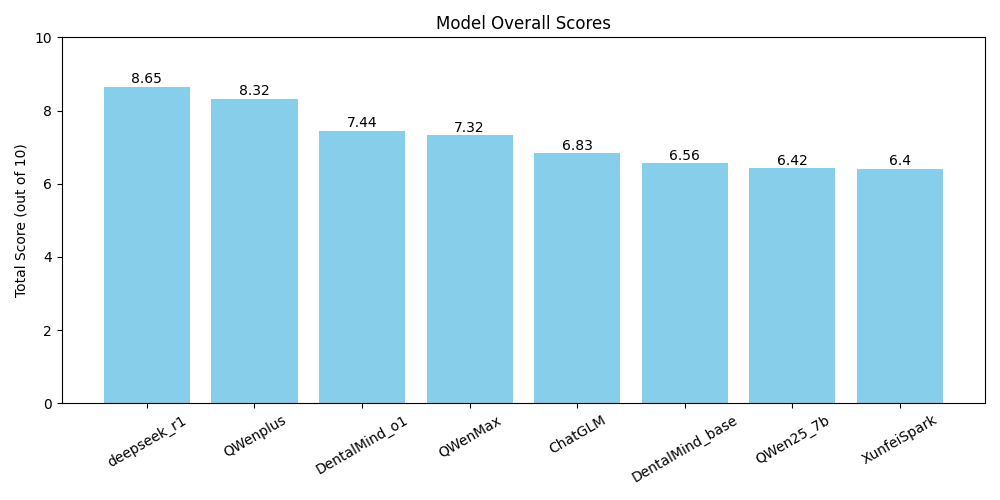 Model Overall Scores
Total Score (out of 10)
10
8
6
4
2
0
8.65
8.32
7.44
7.32
6.83
6.56
6.42
6.4
deepseek_r1
QWenplus
DentalMind_o1
QWenMax
ChatGLM
DentalMind_base
QWen25_7b
XunfeiSpark